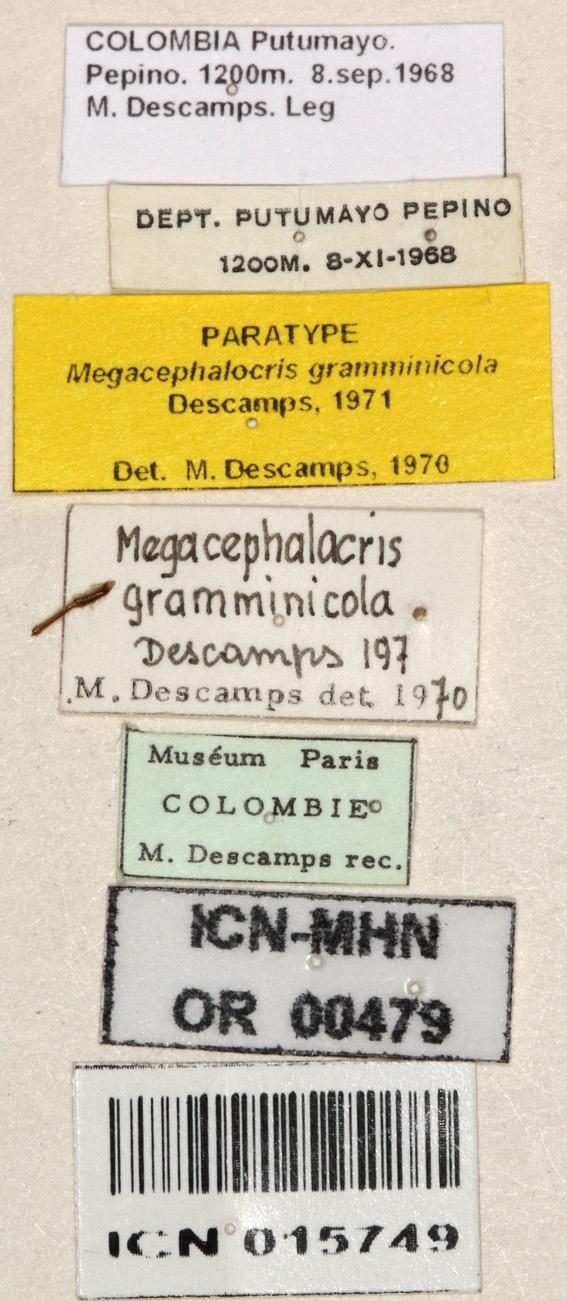 COLOMBIA Putumayo.
Pepino. 1200m. 8.sep.1968
M. Descamps. Leg
DEPT. PUTUMAYO PEPINO
1200M. 8-XI-1968
PARATYPE
Megacephalocris gramminicola
Descamps, 1971
Det. M. Descamps, 1970
Megacephalacris
gramminicola
Descamps 197
M. Descamps det. 1970
Muséum Paris
COLOMBIE
M. Descamps rec.
ICN-MHN
OR 00479
ICN 015749